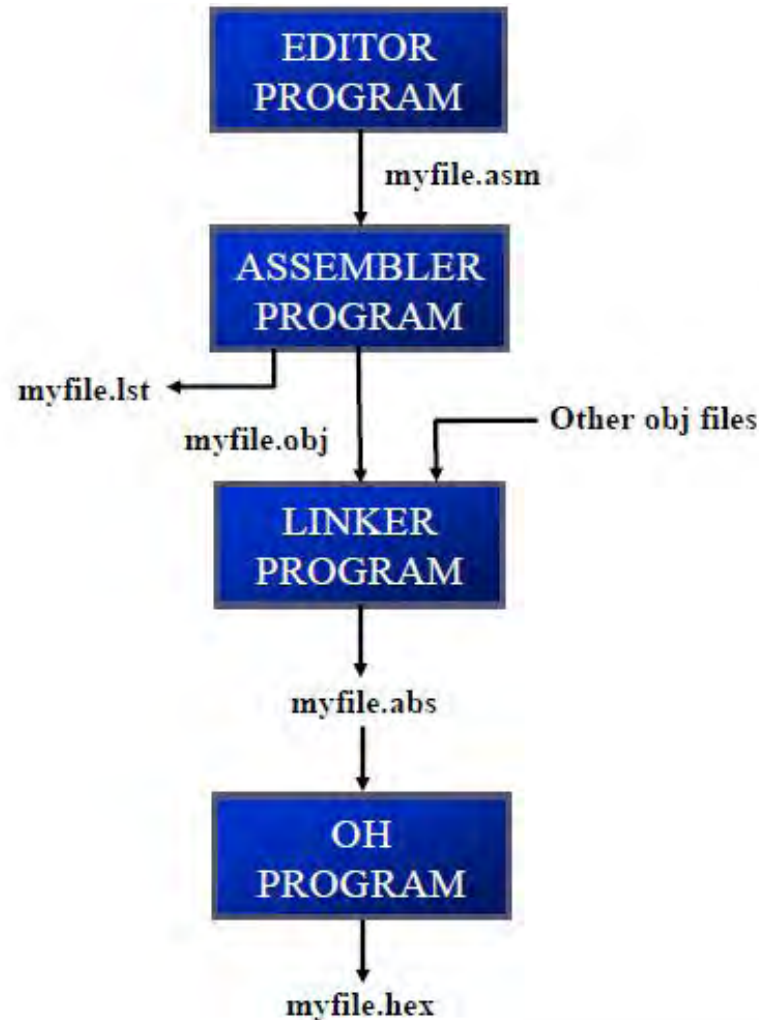 EDITOR
PROGRAM
myfile.asm
ASSEMBLER
PROGRAM
myfile.lst
myfile.obj
Other obj files
LINKER
PROGRAM
myfile.abs
OH
PROGRAM
myfile.hex